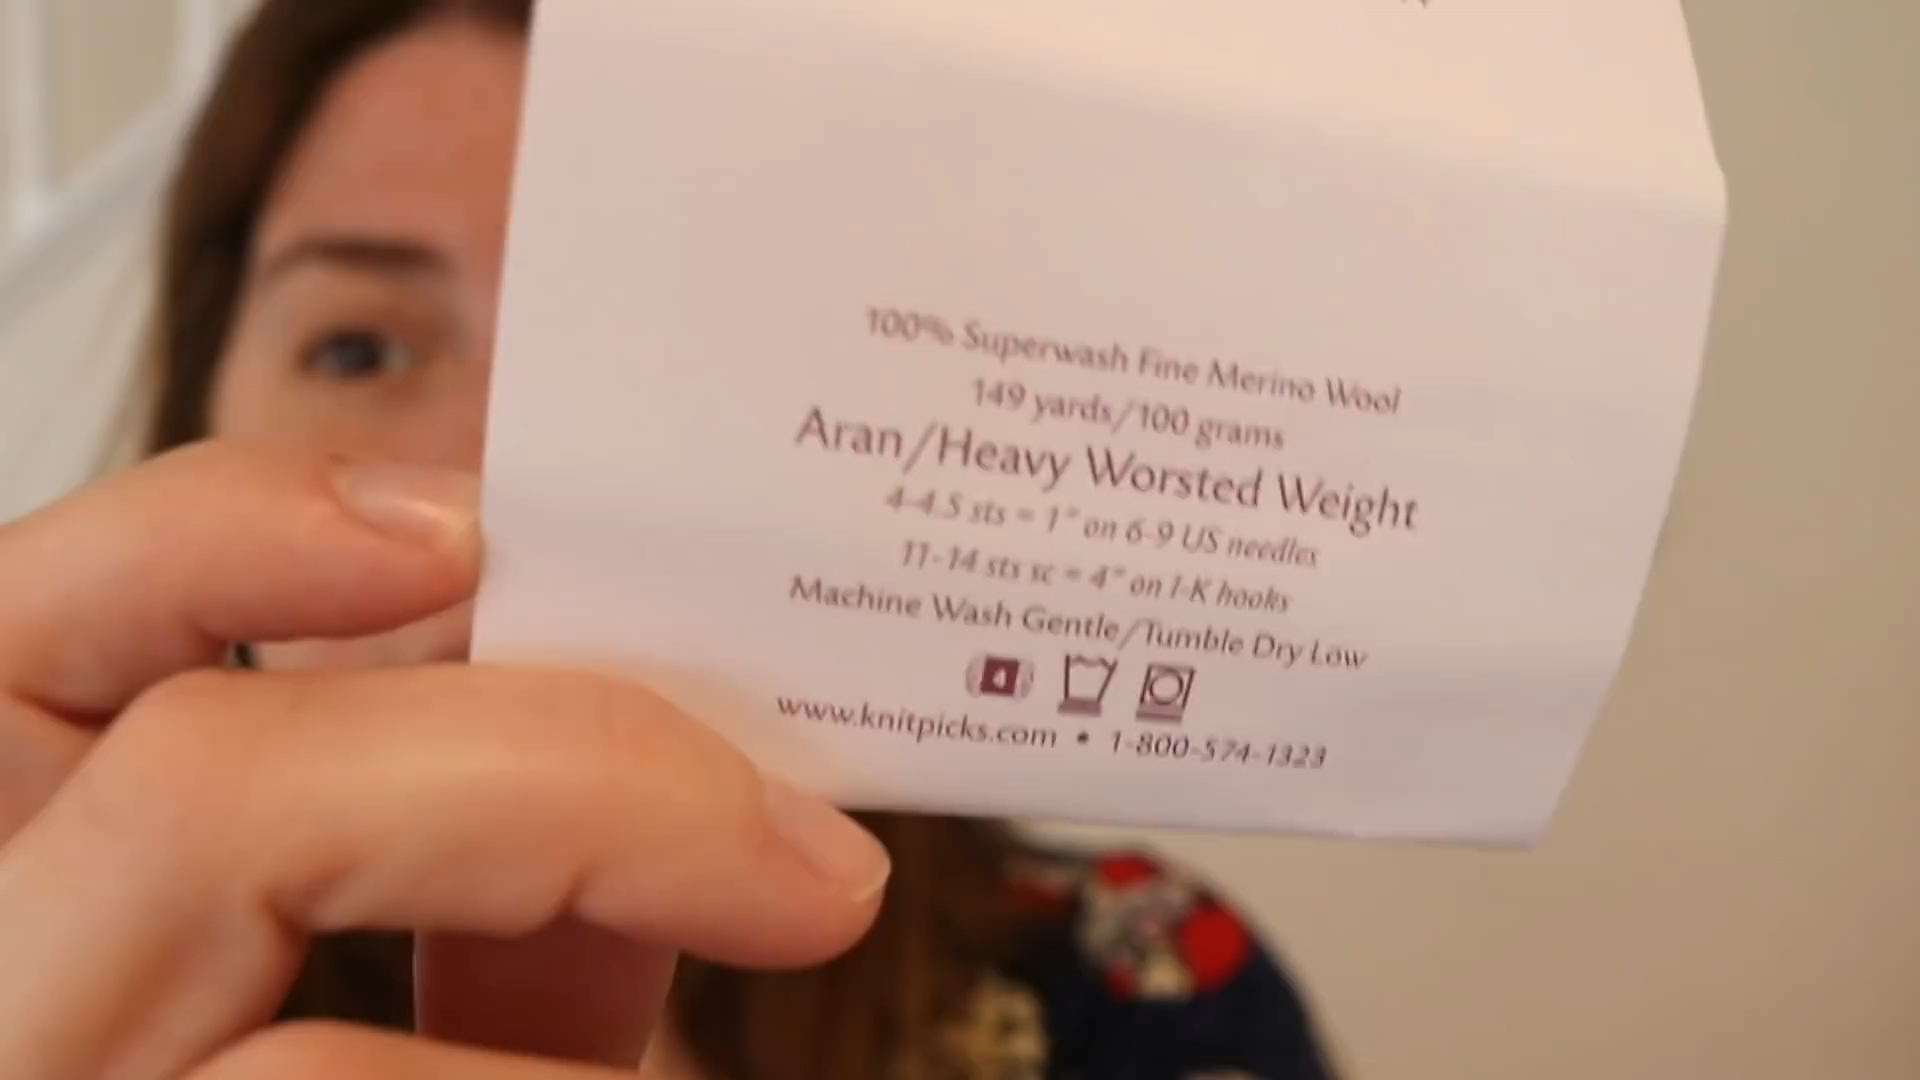 100% Superwash Fine Merino Wool
149 yards/100 grams
Aran/Heavy Worsted Weight
4-4.5 sts = 1" on 6-9 US needles
11-14 sts sc = 4" on I-K hooks
Machine Wash Gentle/Tumble Dry Low
4
www.knitpicks.com • 1-800-574-1323